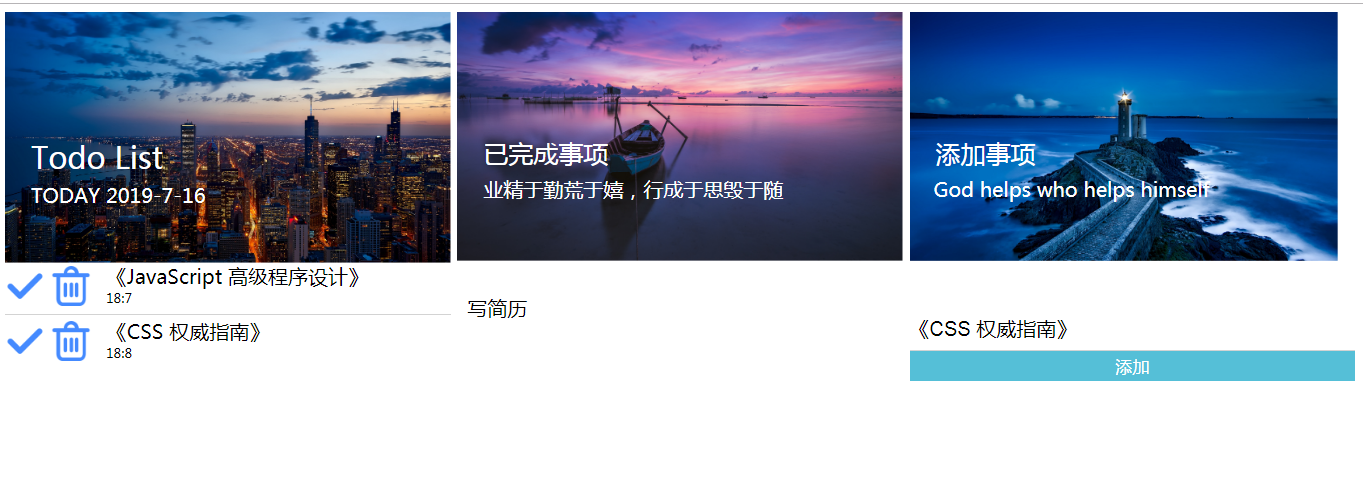 Todo List
TODAY 2019-7-16
《JavaScript 高级程序设计》
18:7
《CSS 权威指南》
18:8
已完成事项
业精于勤荒于嬉，行成于思毁于随
写简历
添加事项
God helps who helps himself
《CSS 权威指南》
添加